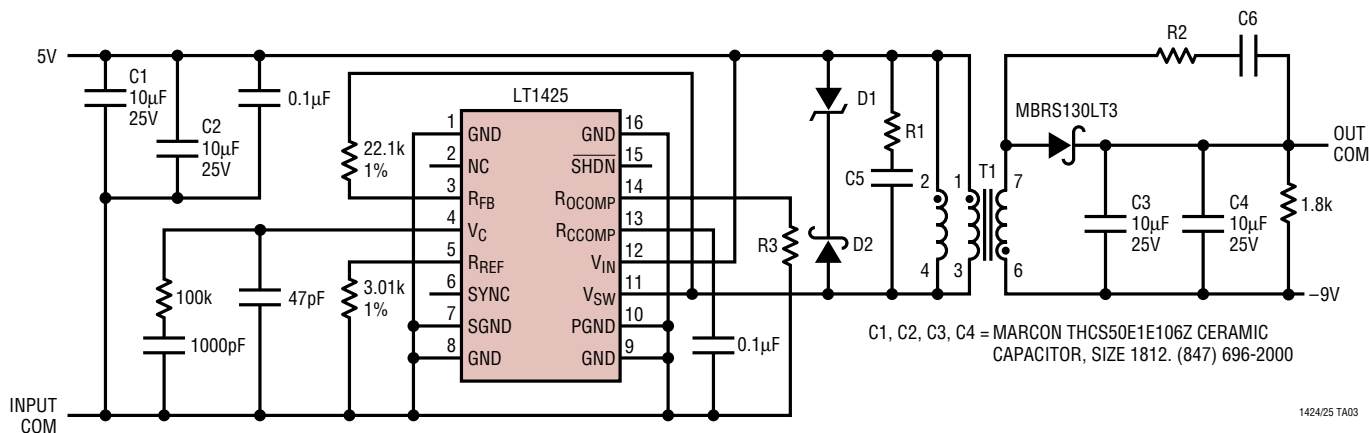 5V
C1
10µF
25V
C2
10µF
25V
0.1µF
22.1k
1%
LT1425
1
GND
2
NC
3
RFB
4
VC
5
RREF
6
SYNC
7
SGND
8
GND
16
GND
15
SHDN
14
ROCOMP
13
RCCOMP
12
VIN
11
VSW
10
PGND
9
GND
100k
1000pF
47pF
3.01k
1%
0.1µF
R3
D1
D2
R1
C5
2
4
1
3
T1
7
6
R2
C6
MBRS130LT3
C3
10µF
25V
C4
10µF
25V
1.8k
OUT
COM
–9V
INPUT
COM
C1, C2, C3, C4 = MARCON THCS50E1E106Z CERAMIC
CAPACITOR, SIZE 1812. (847) 696-2000
1424/25 TA03